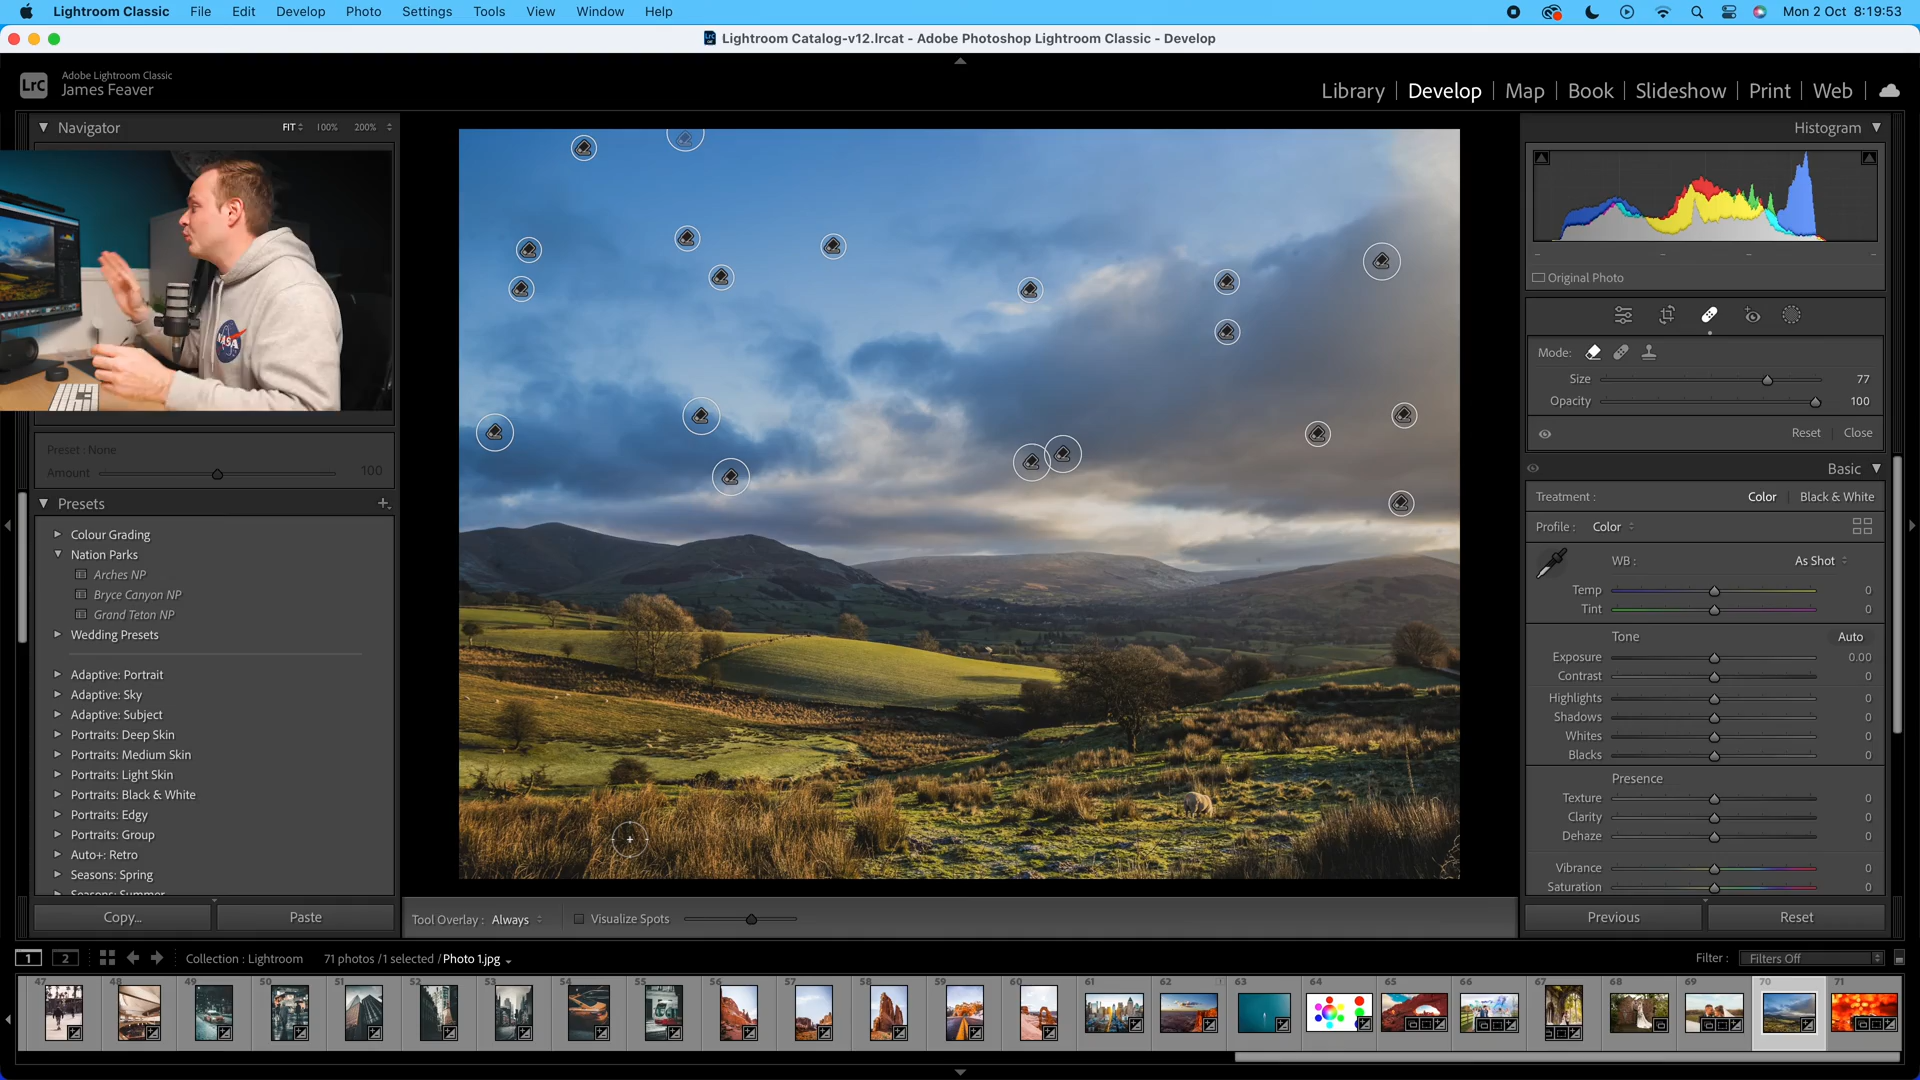 Lightroom Classic File Edit Develop Photo Settings Tools View Window Help Mon 2 Oct 8:19:53
Lightroom Catalog-v12.lrcat - Adobe Photoshop Lightroom Classic - Develop
LrC
Adobe Lightroom Classic
James Feaver
Library | Develop | Map | Book | Slideshow | Print | Web
Navigator FIT 100% 200%
NASA
Preset : None
Amount 100
Presets
Colour Grading
Nation Parks
Arches NP
Bryce Canyon NP
Grand Teton NP
Wedding Presets
Adaptive: Portrait
Adaptive: Sky
Adaptive: Subject
Portraits: Deep Skin
Portraits: Medium Skin
Portraits: Light Skin
Portraits: Black & White
Portraits: Edgy
Portraits: Group
Auto+: Retro
Seasons: Spring
Seasons: Summer
Copy... Paste
Tool Overlay : Always Visualize Spots
Histogram
Original Photo
Mode:
Size 77
Opacity 100
Reset Close
Basic
Treatment : Color Black & White
Profile : Color
WB : As Shot
Temp 0
Tint 0
Tone Auto
Exposure 0.00
Contrast 0
Highlights 0
Shadows 0
Whites 0
Blacks 0
Presence
Texture 0
Clarity 0
Dehaze 0
Vibrance 0
Saturation 0
Previous Reset
1 2 Collection : Lightroom 71 photos / 1 selected / Photo 1.jpg Filter : Filters Off
47 48 49 50 51 52 53 54 55 56 57 58 59 60 61 62 63 64 65 66 67 68 69 70 71